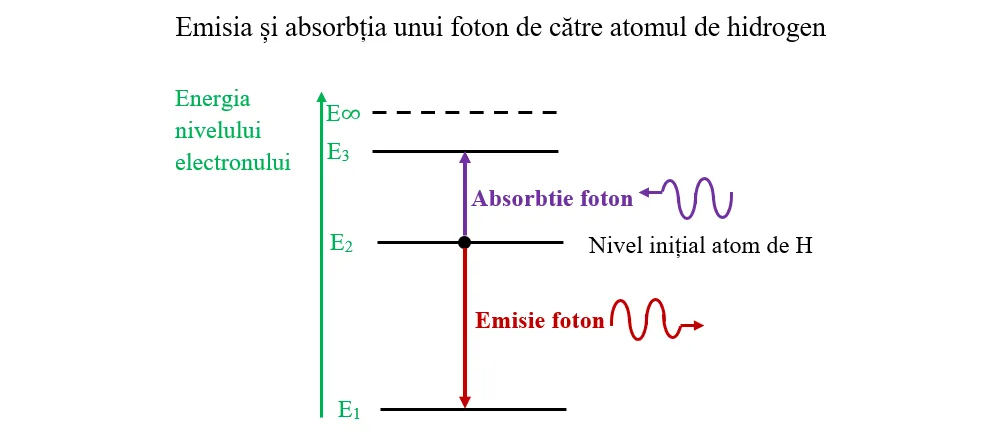 Emisia și absorbția unui foton de către atomul de hidrogen
Energia
nivelului
electronului
E∞
E₃
Absorbtie foton
E₂
Nivel inițial atom de H
Emisie foton
E₁